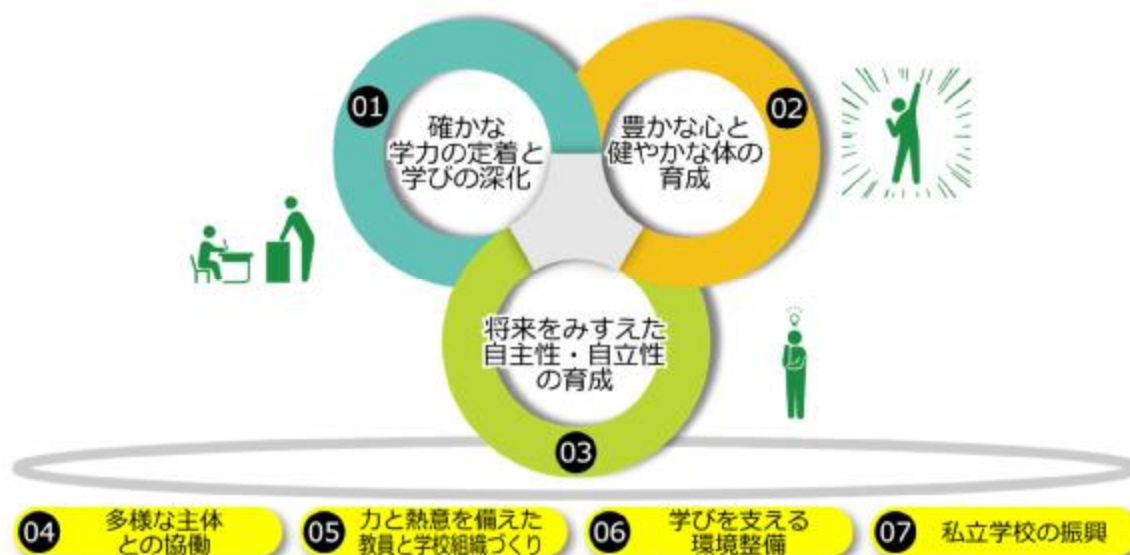 01
確かな
学力の定着と
学びの深化
02
豊かな心と
健やかな体の
育成
将来をみすえた
自主性・自立性
の育成
03
04
多様な主体
との協働
05
力と熱意を備えた
教員と学校組織づくり
06
学びを支える
環境整備
07
私立学校の振興